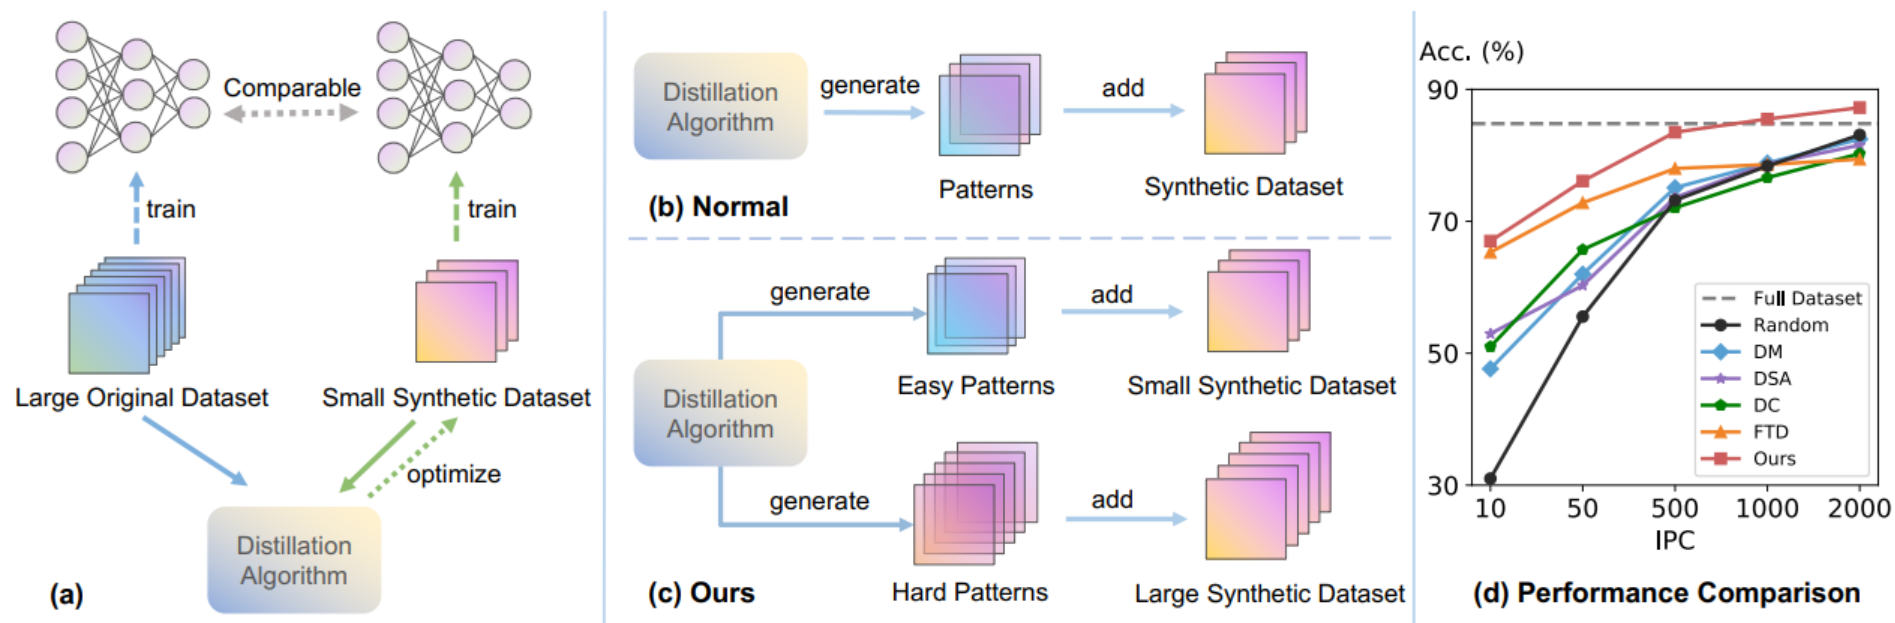 Comparable
train
train
Large Original Dataset
Small Synthetic Dataset
optimize
Distillation
Algorithm
(a)
Distillation
Algorithm
generate
add
Patterns
Synthetic Dataset
(b) Normal
generate
add
Easy Patterns
Small Synthetic Dataset
Distillation
Algorithm
generate
add
Hard Patterns
Large Synthetic Dataset
(c) Ours
Acc. (%)
90
70
50
30
10 50 500 1000 2000
IPC
Full Dataset
Random
DM
DSA
DC
FTD
Ours
(d) Performance Comparison